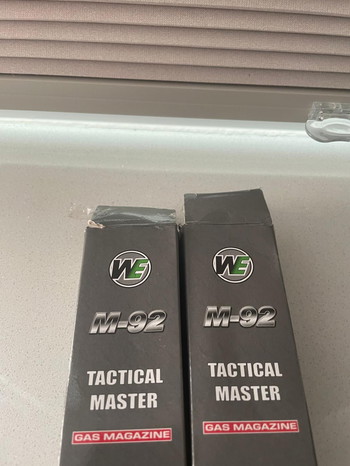 WE
M-92
TACTICAL
MASTER
GAS MAGAZINE
WE
M-92
TACTICAL
MASTER
GAS MAGAZINE